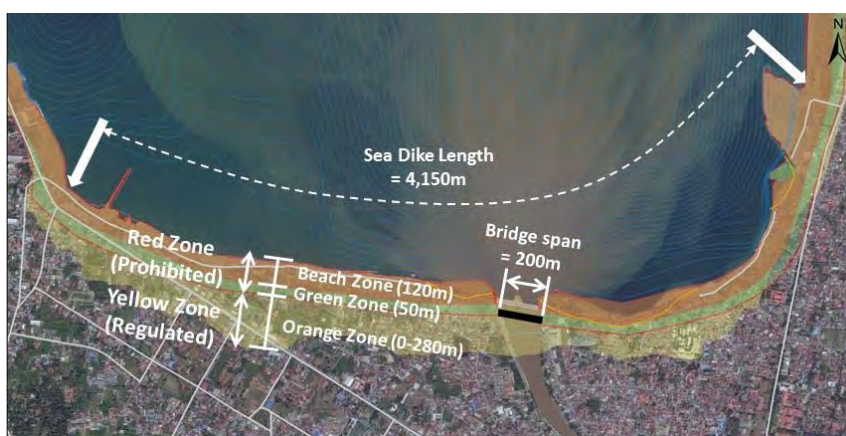 N
Sea Dike Length
= 4,150m
Bridge span
= 200m
Red Zone
(Prohibited)
Beach Zone (120m)
Green Zone (50m)
Yellow Zone
(Regulated)
Orange Zone (0-280m)